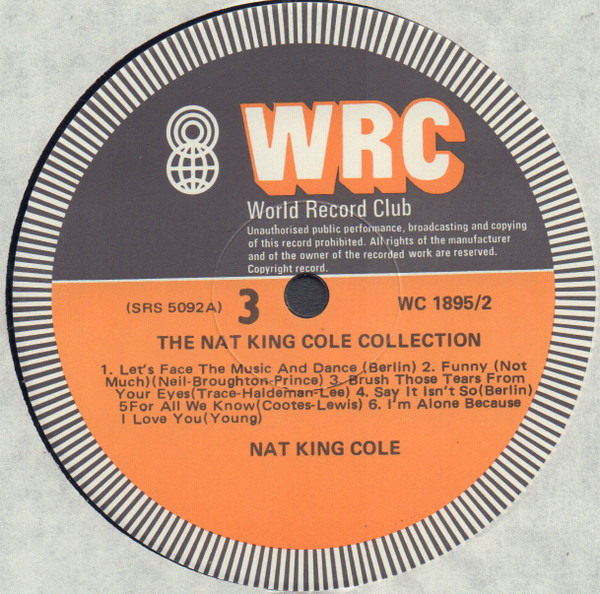 WRC
World Record Club
Unauthorised public performance, broadcasting and copying
of this record prohibited. All rights of the manufacturer
and of the owner of the recorded work are reserved.
Copyright record.
(SRS 5092A) 3 WC 1895/2
THE NAT KING COLE COLLECTION
1. Let's Face The Music And Dance (Berlin) 2. Funny (Not
Much)(Neil-Broughton-Prince) 3. Brush Those Tears From
Your Eyes(Trace-Haldeman-Lee) 4. Say It Isn't So(Berlin)
5For All We Know(Cootes-Lewis) 6. I'm Alone Because
I Love You(Young)
NAT KING COLE